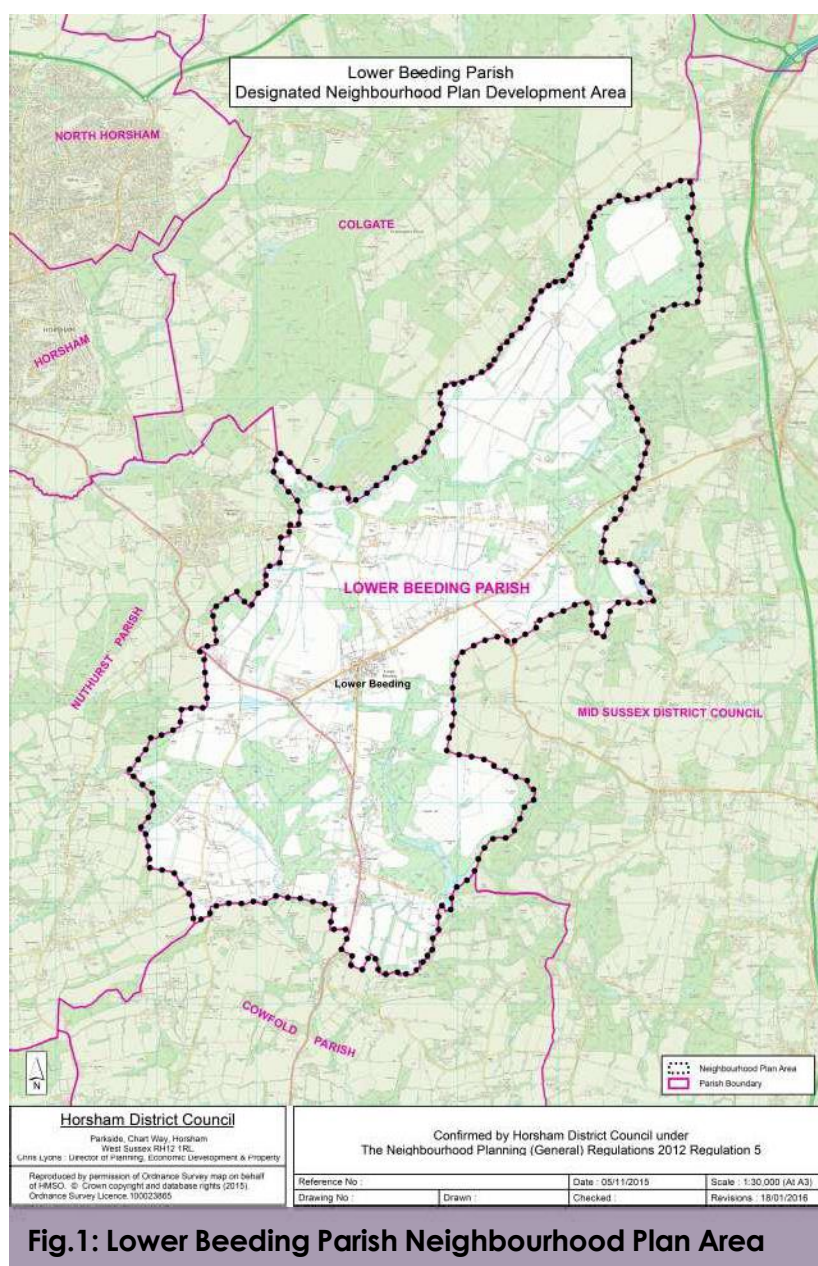 Lower Beeding Parish
Designated Neighbourhood Plan Development Area
NORTH HORSHAM
COLGATE
HORSHAM
HORSHAM
LOWER BEEDING PARISH
NUTHURST PARISH
Lower Beeding
MID SUSSEX DISTRICT COUNCIL
COWFOLD PARISH
N
Neighbourhood Plan Area
Parish Boundary
Horsham District Council
Parkside, Chart Way, Horsham
West Sussex RH12 1RL
Chris Lyons : Director of Planning, Economic Development & Property
Reproduced by permission of Ordnance Survey map on behalf
of HMSO. © Crown copyright and database rights (2015).
Ordnance Survey Licence.100023865
Confirmed by Horsham District Council under
The Neighbourhood Planning (General) Regulations 2012 Regulation 5
Reference No :
Date : 05/11/2015
Scale : 1:30,000 (At A3)
Drawing No :
Drawn :
Checked :
Revisions : 18/01/2016
Fig.1: Lower Beeding Parish Neighbourhood Plan Area